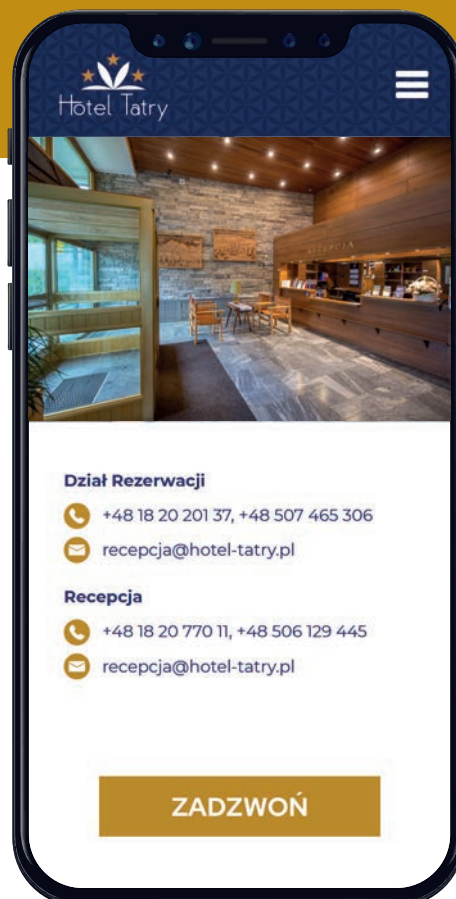 Hotel Tatry
RECEPCJA
Dział Rezerwacji
+48 18 20 201 37, +48 507 465 306
recepcja@hotel-tatry.pl
Recepcja
+48 18 20 770 11, +48 506 129 445
recepcja@hotel-tatry.pl
ZADZWOŃ